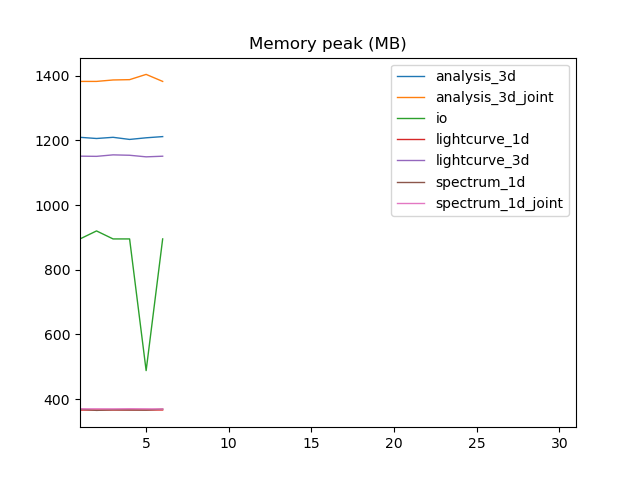 Memory peak (MB)
1400
1200
1000
800
600
400
5 10 15 20 25 30
analysis_3d
analysis_3d_joint
io
lightcurve_1d
lightcurve_3d
spectrum_1d
spectrum_1d_joint